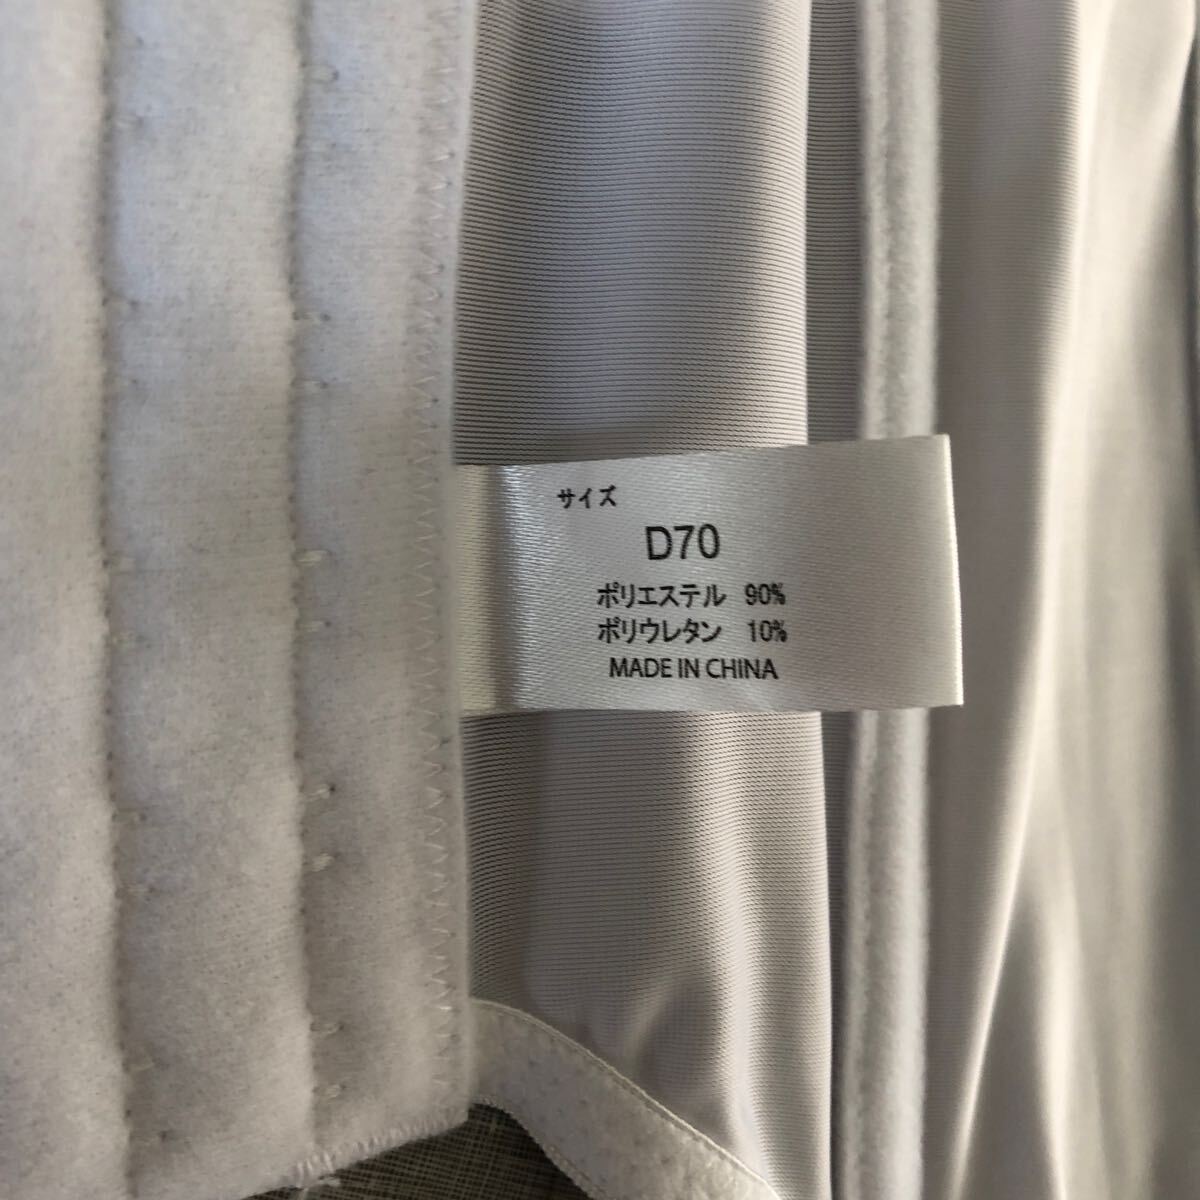 サイズ
D70
ポリエステル 90%
ポリウレタン 10%
MADE IN CHINA